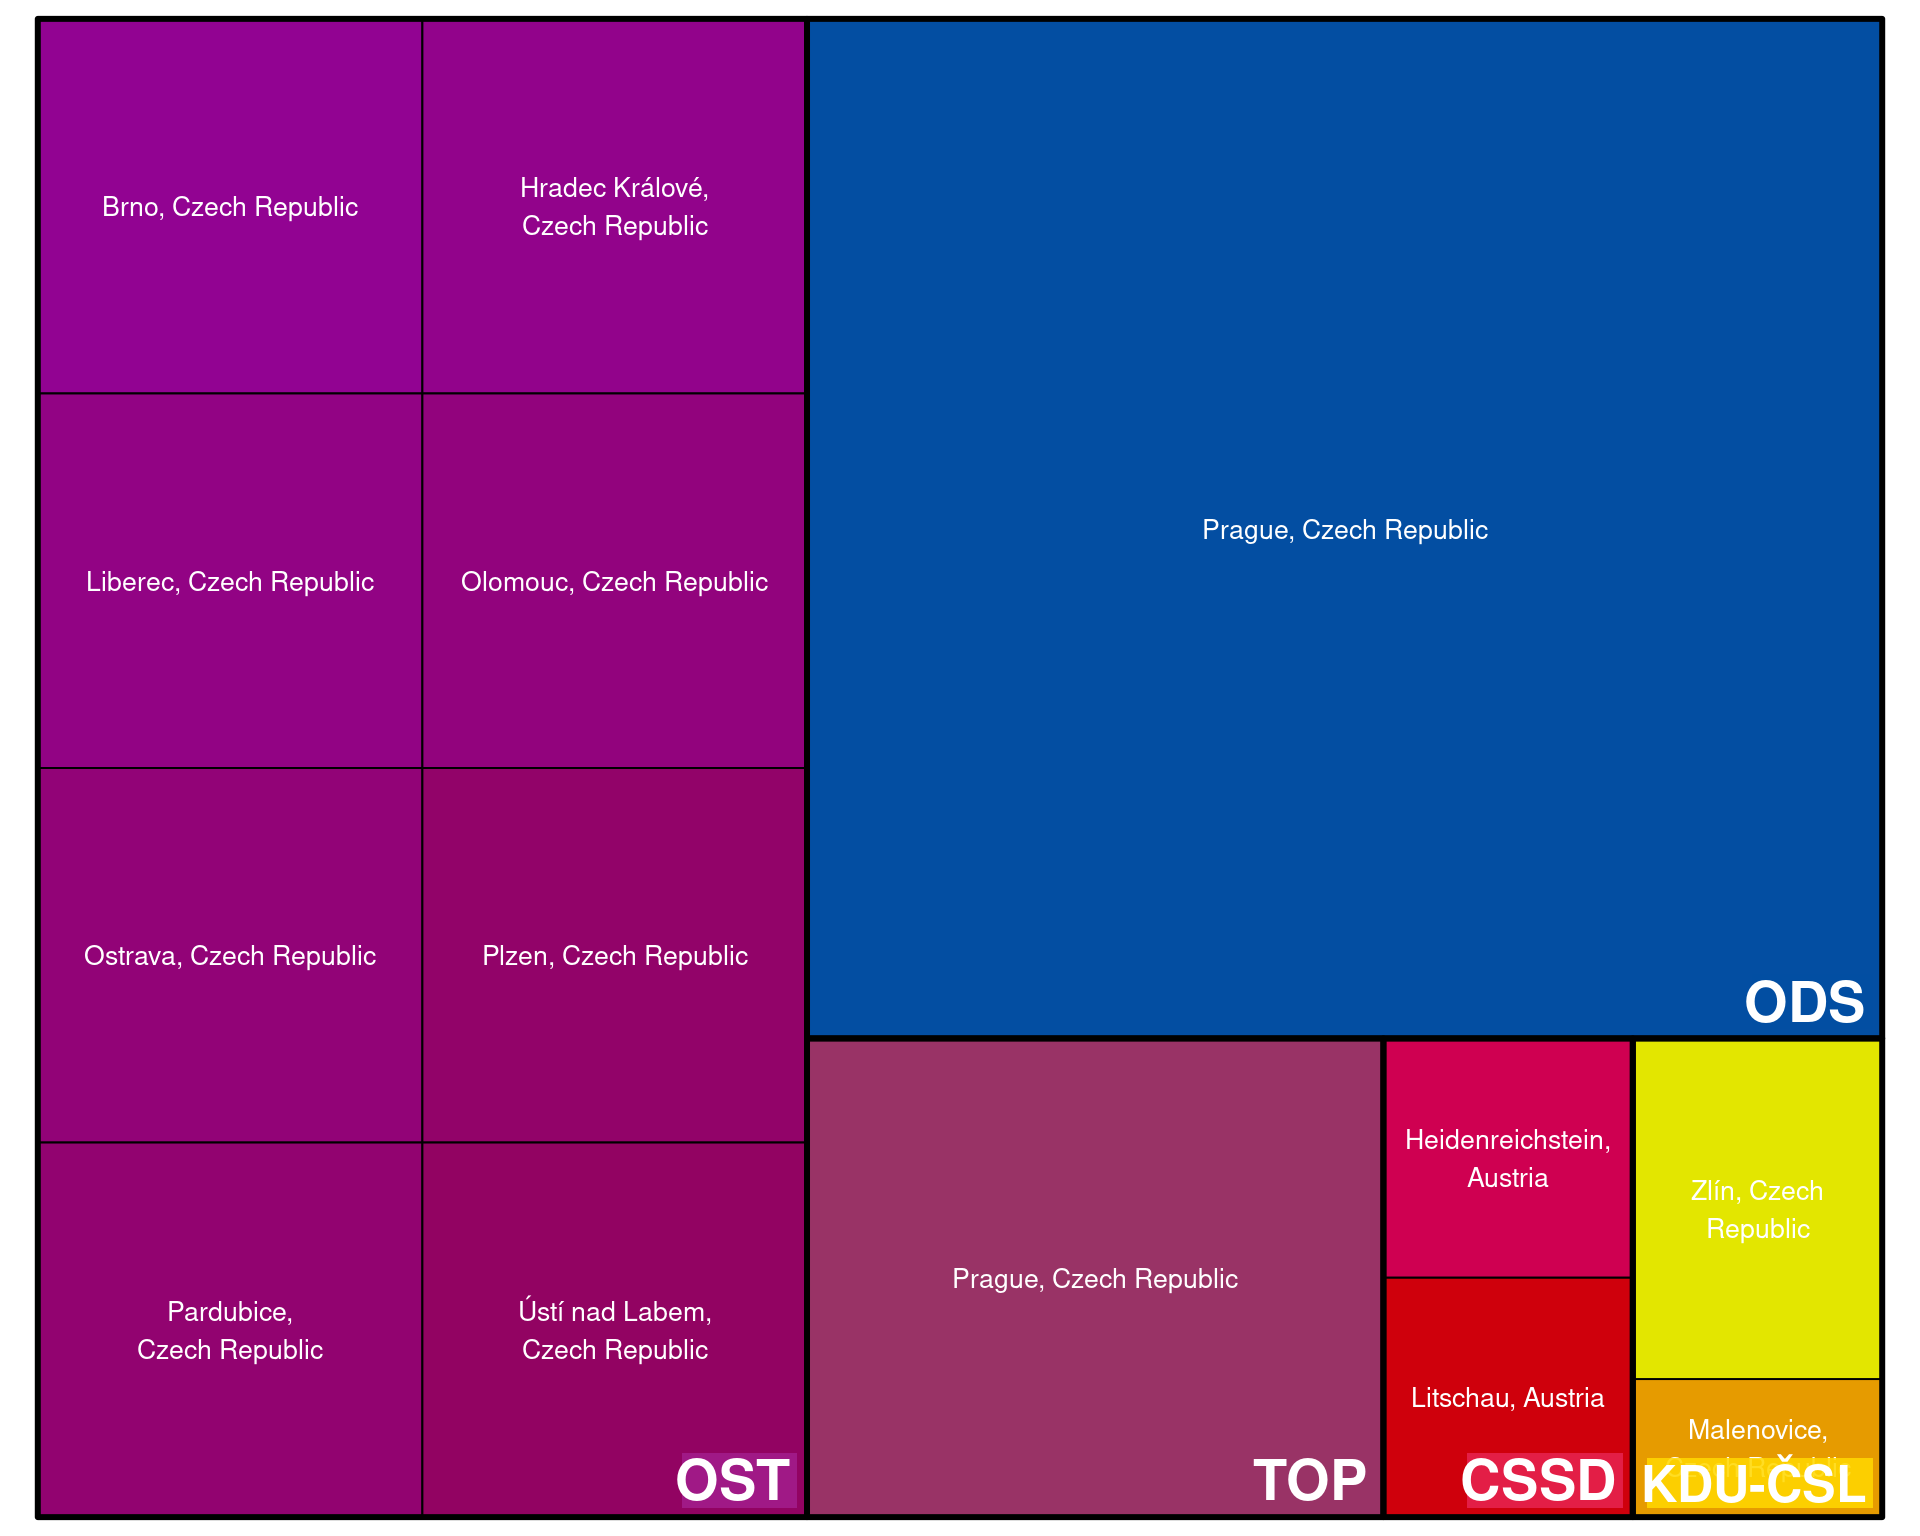 Brno, Czech Republic
Hradec Králové,
Czech Republic
Liberec, Czech Republic
Olomouc, Czech Republic
Ostrava, Czech Republic
Plzen, Czech Republic
Pardubice,
Czech Republic
Ústí nad Labem,
Czech Republic
OST
Prague, Czech Republic
ODS
Prague, Czech Republic
TOP
Heidenreichstein,
Austria
Litschau, Austria
CSSD
Zlín, Czech
Republic
Malenovice,
Czech Republic
KDU-ČSL